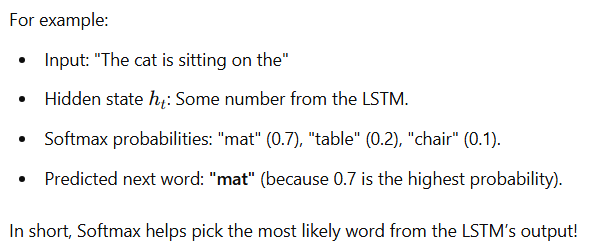 For example:
• Input: "The cat is sitting on the"
• Hidden state hₜ: Some number from the LSTM.
• Softmax probabilities: "mat" (0.7), "table" (0.2), "chair" (0.1).
• Predicted next word: "mat" (because 0.7 is the highest probability).
In short, Softmax helps pick the most likely word from the LSTM's output!